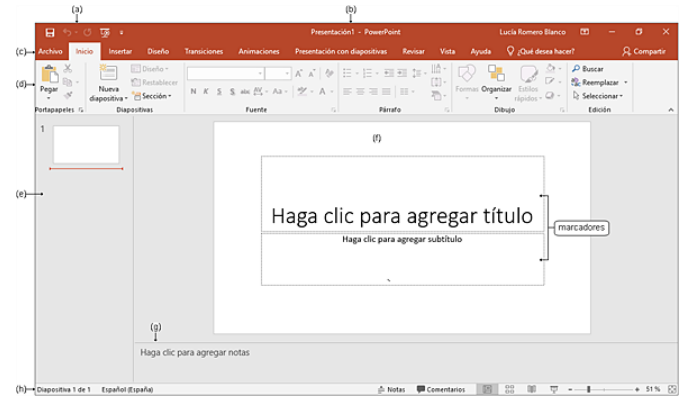 (a)
(b)
Presentación1 - PowerPoint
Lucía Romero Blanco
(c)
Archivo Inicio Insertar Diseño Transiciones Animaciones Presentación con diapositivas Revisar Vista Ayuda ¿Qué desea hacer? Compartir
(d)
Pegar
Nueva diapositiva
Diseño
Restablecer
Sección
N K S S abc AV Aa A
A A
Formas Organizar Estilos rápidos
Buscar
Reemplazar
Seleccionar
Portapapeles Diapositivas Fuente Párrafo Dibujo Edición
1
(e)
(f)
Haga clic para agregar título
Haga clic para agregar subtítulo
marcadores
(g)
Haga clic para agregar notas
(h)
Diapositiva 1 de 1 Español (España) Notas Comentarios 51 %